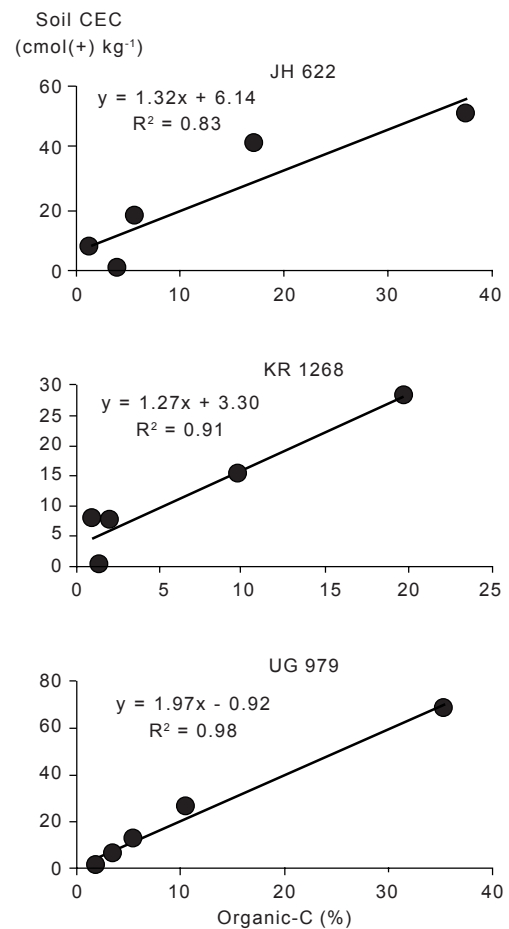 Soil CEC
(cmol(+) kg⁻¹)
JH 622
60
y = 1.32x + 6.14
R² = 0.83
40
20
0
0 10 20 30 40
KR 1268
30
y = 1.27x + 3.30
25
R² = 0.91
20
15
10
5
0
0 5 10 15 20 25
UG 979
80
y = 1.97x - 0.92
R² = 0.98
60
40
20
0
0 10 20 30 40
Organic-C (%)